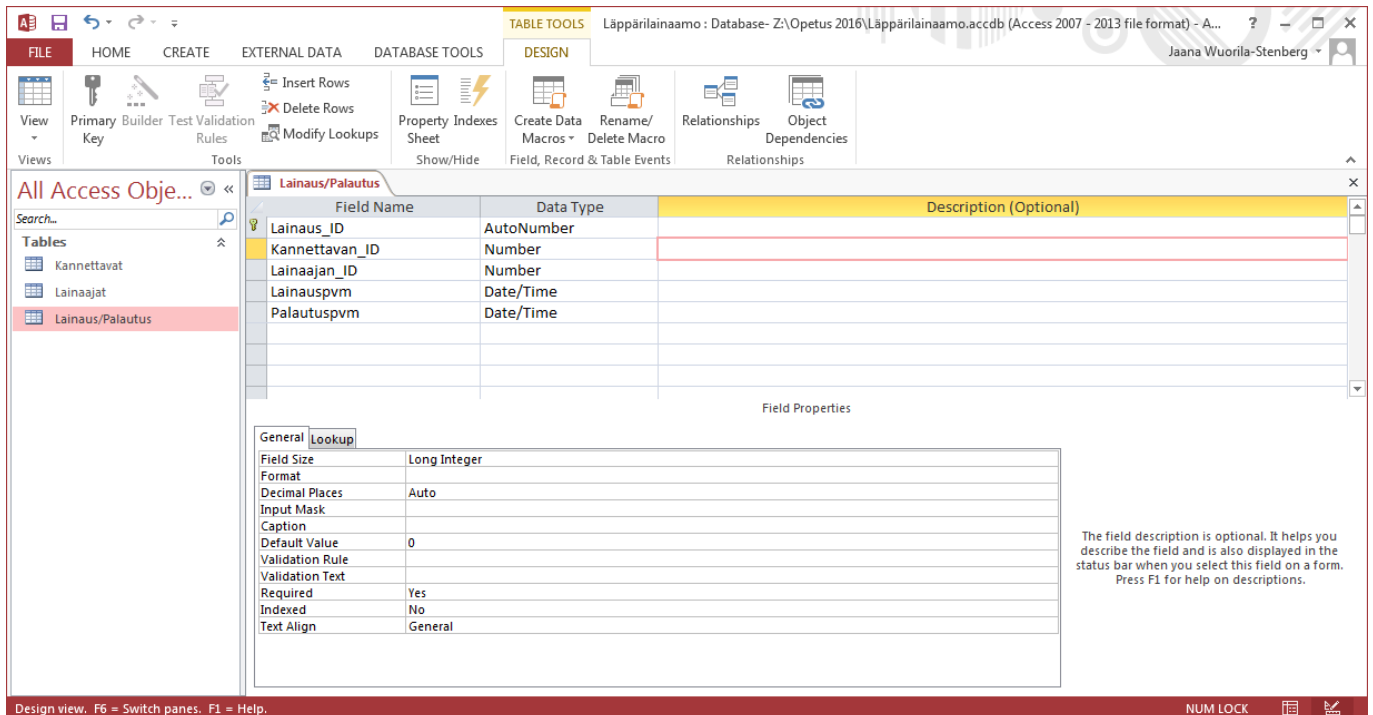 TABLE TOOLS
Läppärilainaamo : Database- Z:\Opetus 2016\Läppärilainaamo.accdb (Access 2007 - 2013 file format) - A...
FILE HOME CREATE EXTERNAL DATA DATABASE TOOLS DESIGN
Jaana Wuorila-Stenberg
View
Primary Key
Builder
Test Validation Rules
Insert Rows
Delete Rows
Modify Lookups
Property Sheet
Indexes
Create Data Macros
Rename/ Delete Macro
Relationships
Object Dependencies
Views
Tools
Show/Hide
Field, Record & Table Events
Relationships
All Access Obje...
Search...
Tables
Kannettavat
Lainaajat
Lainaus/Palautus
Lainaus/Palautus
Field Name Data Type Description (Optional)
Lainaus_ID AutoNumber
Kannettavan_ID Number
Lainaajan_ID Number
Lainauspvm Date/Time
Palautuspvm Date/Time
Field Properties
General Lookup
Field Size Long Integer
Format
Decimal Places Auto
Input Mask
Caption
Default Value 0
Validation Rule
Validation Text
Required Yes
Indexed No
Text Align General
The field description is optional. It helps you
describe the field and is also displayed in the
status bar when you select this field on a form.
Press F1 for help on descriptions.
Design view. F6 = Switch panes. F1 = Help.
NUM LOCK